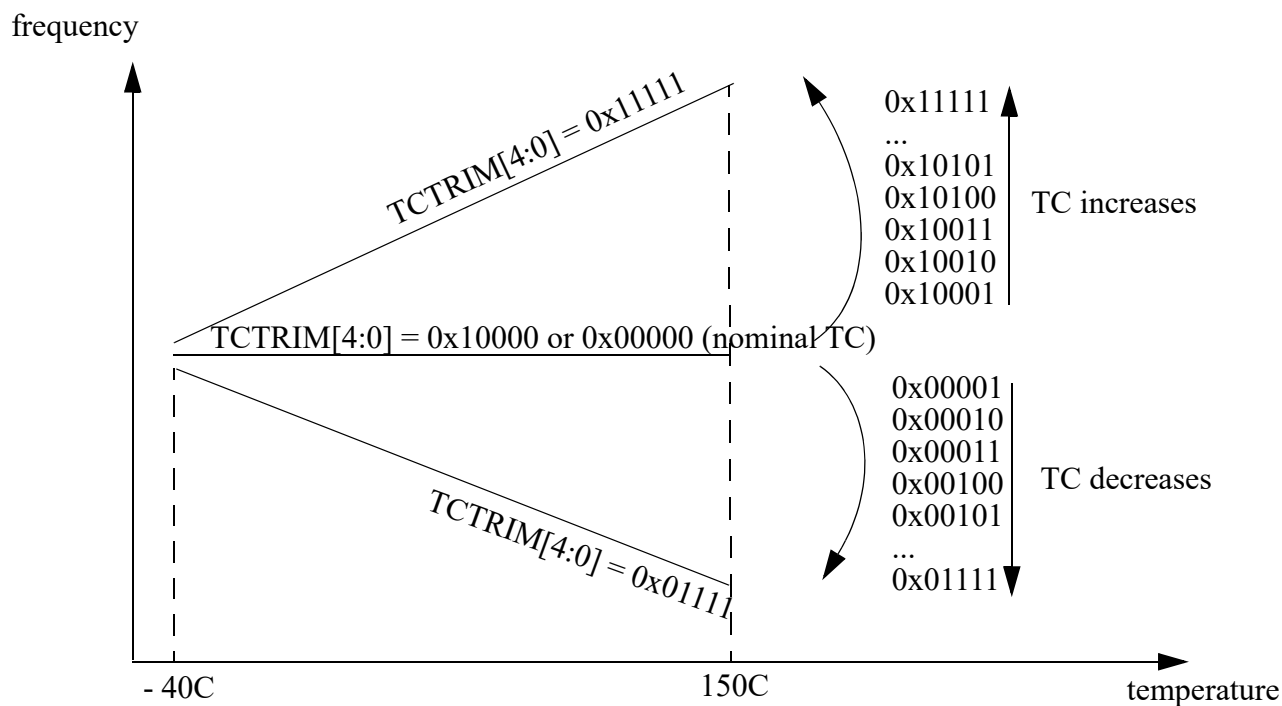 frequency
TCTRIM[4:0] = 0x11111
0x11111
...
0x10101
0x10100
0x10011
0x10010
0x10001
TC increases
TCTRIM[4:0] = 0x10000 or 0x00000 (nominal TC)
0x00001
0x00010
0x00011
0x00100
0x00101
...
0x01111
TC decreases
TCTRIM[4:0] = 0x01111
- 40C
150C
temperature